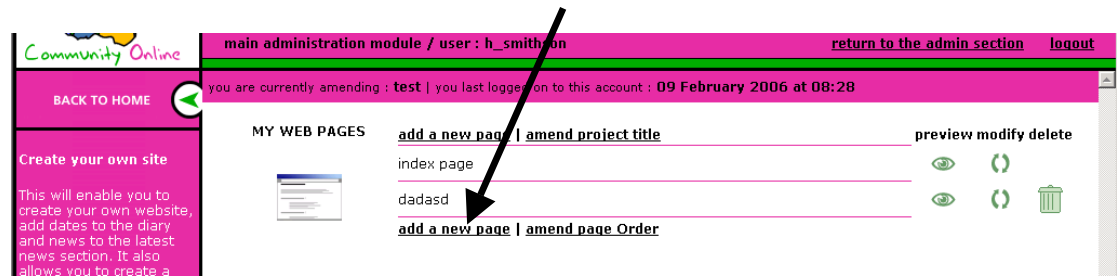 Community Online
main administration module / user : h_smithson
return to the admin section
logout
BACK TO HOME
you are currently amending : test | you last logged on to this account : 09 February 2006 at 08:28
MY WEB PAGES
add a new page | amend project title
preview modify delete
index page
dadasd
add a new page | amend page Order
Create your own site
This will enable you to
create your own website,
add dates to the diary
and news to the latest
news section. It also
allows you to create a